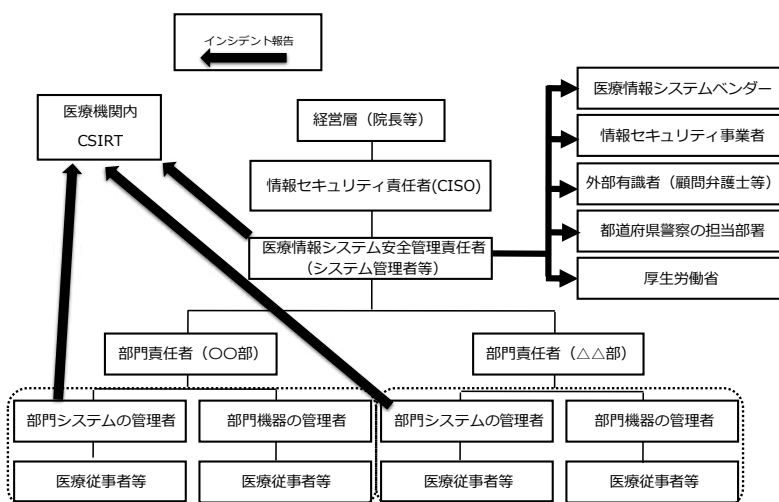 インシデント報告
医療機関内
CSIRT
経営層（院長等）
情報セキュリティ責任者(CISO)
医療情報システム安全管理責任者
（システム管理者等）
医療情報システムベンダー
情報セキュリティ事業者
外部有識者（顧問弁護士等）
都道府県警察の担当部署
厚生労働省
部門責任者（〇〇部）
部門責任者（△△部）
部門システムの管理者
部門機器の管理者
部門システムの管理者
部門機器の管理者
医療従事者等
医療従事者等
医療従事者等
医療従事者等